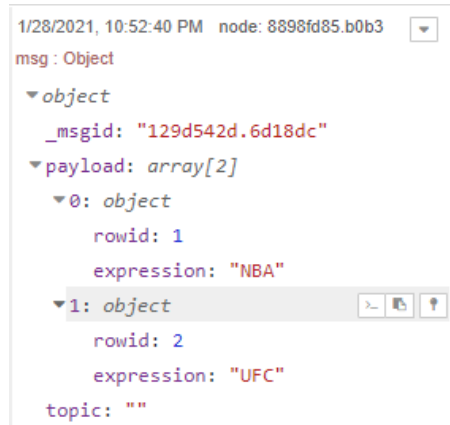 1/28/2021, 10:52:40 PM node: 8898fd85.b0b3
msg : Object
object
_msgid: "129d542d.6d18dc"
payload: array[2]
0: object
rowid: 1
expression: "NBA"
1: object
rowid: 2
expression: "UFC"
topic: ""